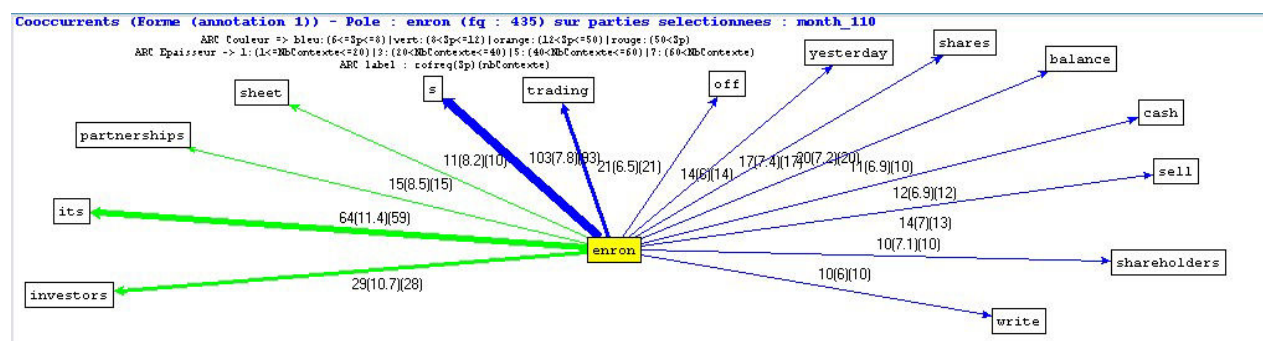 Cooccurrents (Forme (annotation 1)) - Pole : enron (fq : 435) sur parties selectionnees : month_110
ARC Couleur => bleu:(6<=Sp<=8)|vert:(8<Sp<=12)|orange:(12<Sp<=50)|rouge:(50<Sp)
ARC Epaisseur -> 1:(1<=NbContexte<=20)|3:(20<NbContexte<=40)|5:(40<NbContexte<=60)|7:(60<NbContexte)
ARC label : cofreq(Sp)(nbContexte)
yesterday
shares
balance
sheet
s
trading
off
cash
partnerships
sell
its
enron
shareholders
investors
write
11(8.2)(10)
103(7.8)(93)
21(6.5)(21)
14(6)(14)
17(7.4)(17)
20(7.2)(20)
11(6.9)(10)
15(8.5)(15)
12(6.9)(12)
64(11.4)(59)
14(7)(13)
10(7.1)(10)
29(10.7)(28)
10(6)(10)